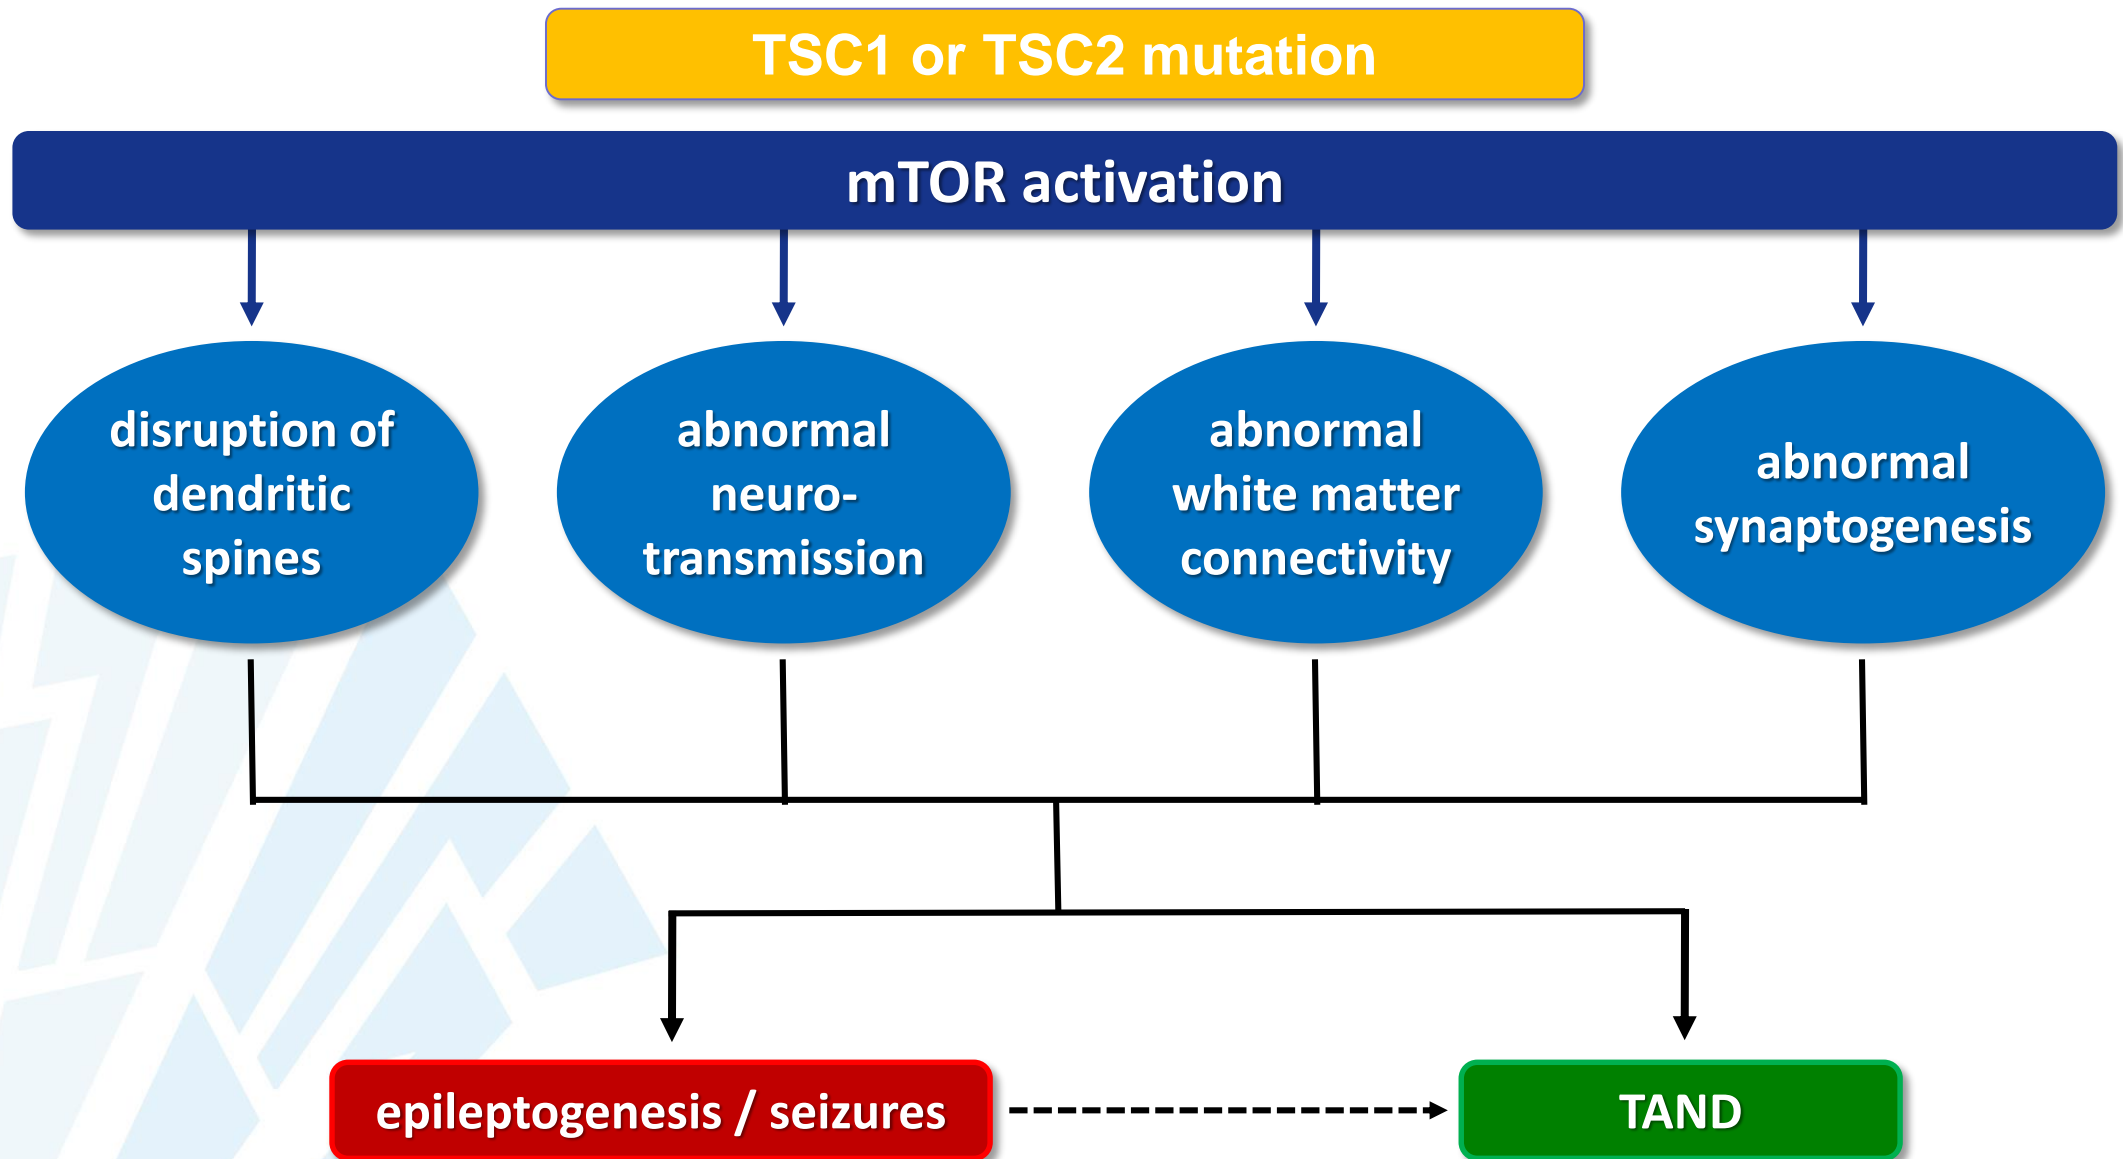 TSC1 or TSC2 mutation
mTOR activation
disruption of
dendritic
spines
abnormal
neuro-
transmission
abnormal
white matter
connectivity
abnormal
synaptogenesis
epileptogenesis / seizures
TAND